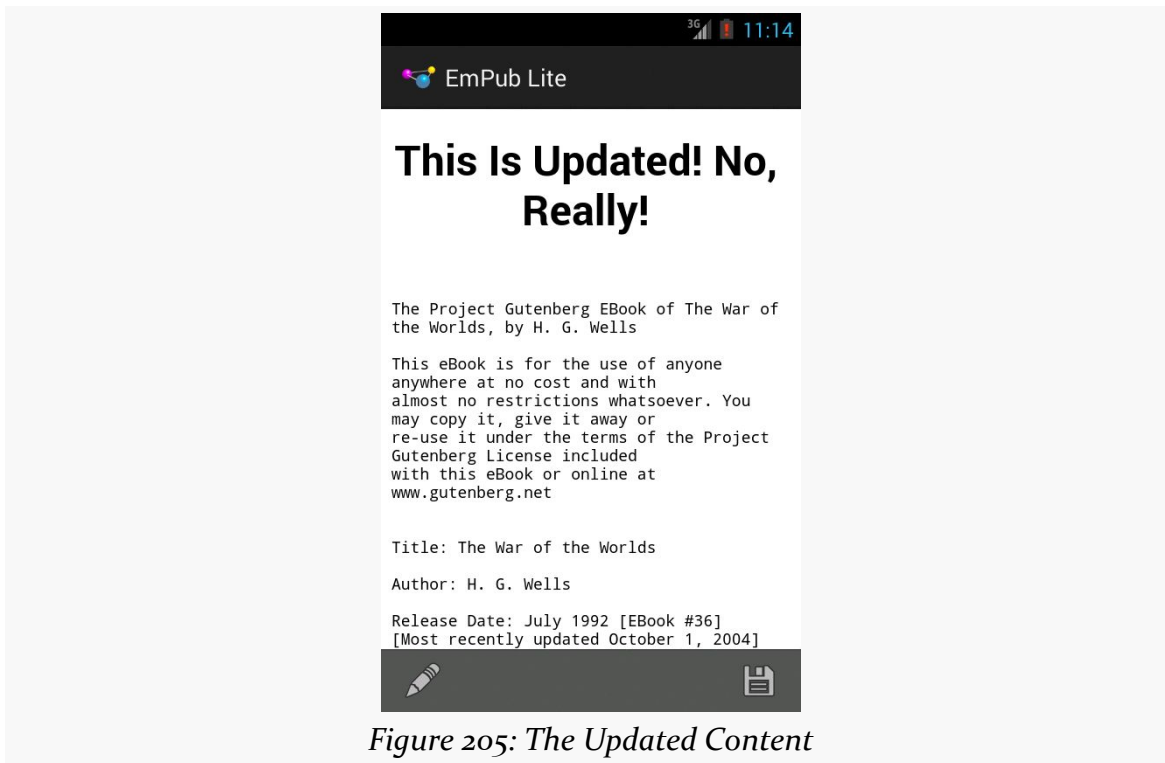 3G 11:14
EmPub Lite
This Is Updated! No,
Really!
The Project Gutenberg EBook of The War of
the Worlds, by H. G. Wells
This eBook is for the use of anyone
anywhere at no cost and with
almost no restrictions whatsoever. You
may copy it, give it away or
re-use it under the terms of the Project
Gutenberg License included
with this eBook or online at
www.gutenberg.net
Title: The War of the Worlds
Author: H. G. Wells
Release Date: July 1992 [EBook #36]
[Most recently updated October 1, 2004]
Figure 205: The Updated Content